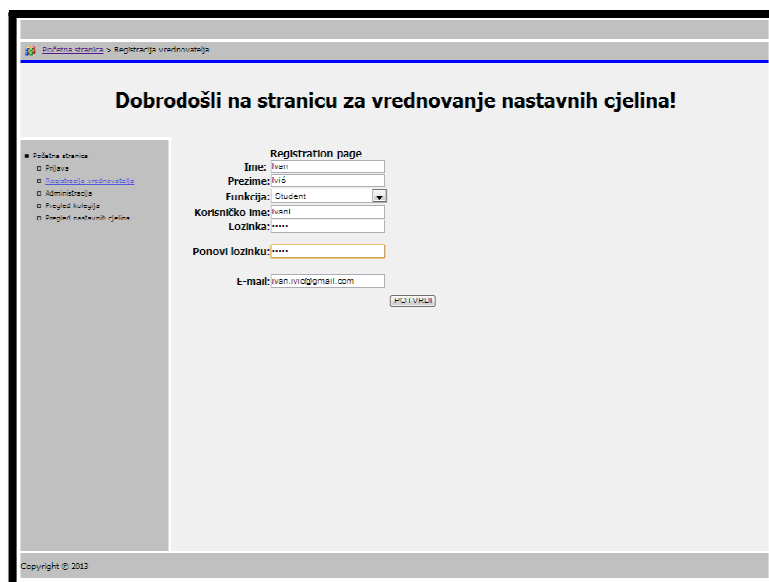 Početna stranica > Registracija vrednovatelja
Dobrodošli na stranicu za vrednovanje nastavnih cjelina!
Početna stranica
Prijava
Registracija vrednovatelja
Administracija
Pregled kolegija
Pregled nastavnih cjelina
Registration page
Ime: Ivan
Prezime: Ivić
Funkcija: Student
Korisničko ime: IvanI
Lozinka: •••••
Ponovi lozinku: •••••
E-mail: ivan.ivic@gmail.com
POTVRDI
Copyright © 2013